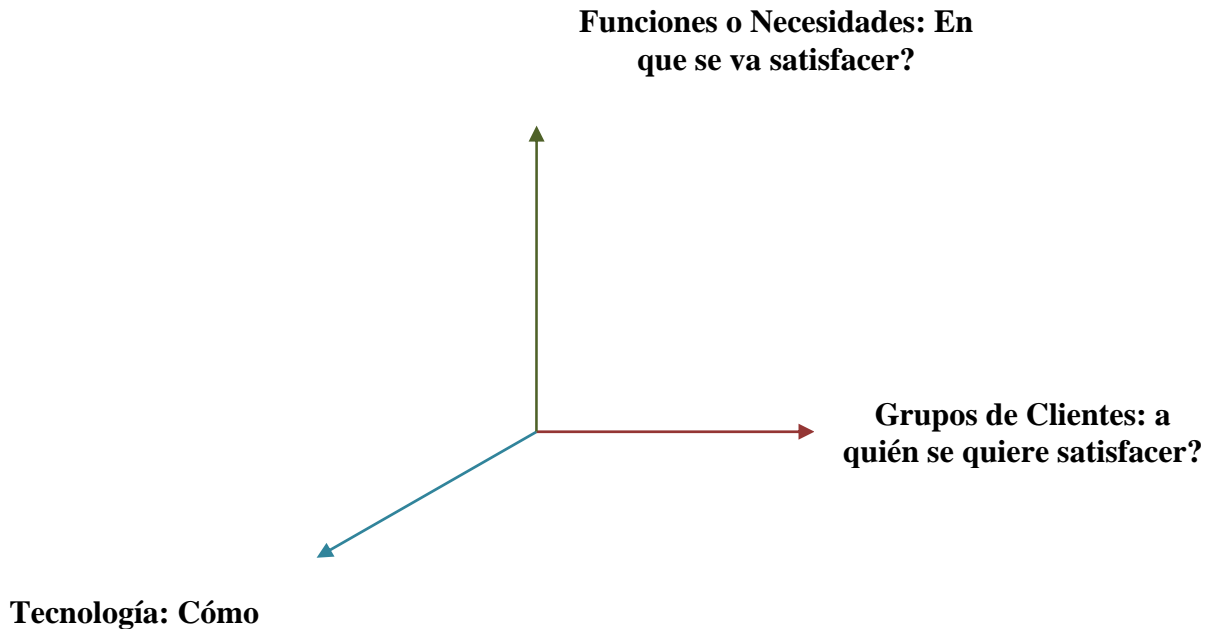 Funciones o Necesidades: En
que se va satisfacer?
Grupos de Clientes: a
quién se quiere satisfacer?
Tecnología: Cómo